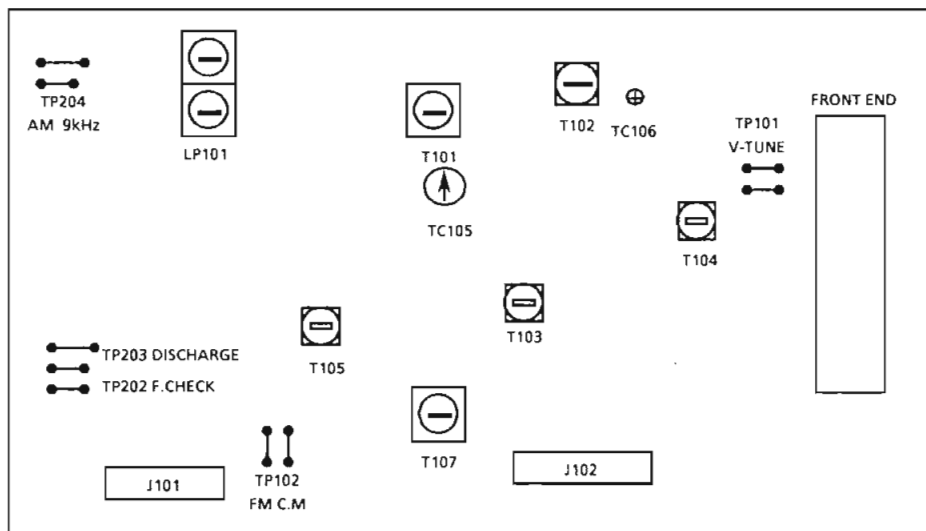 TP204
AM 9kHz
LP101
T101
TC105
T102
TC106
FRONT END
TP101
V-TUNE
T104
T103
T105
TP203 DISCHARGE
TP202 F.CHECK
T107
TP102
FM C.M
J101
J102